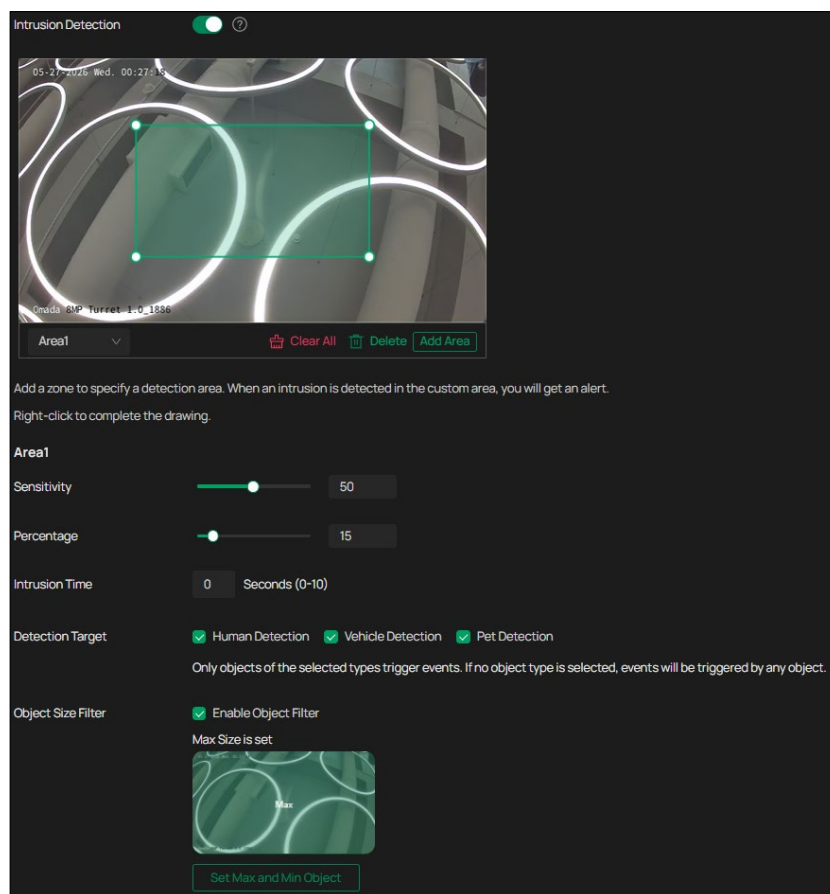 Intrusion Detection
05-27-2026 Wed. 00:27:16
Omada 8MP Turret 1.0_1886
Area1 Clear All Delete Add Area
Add a zone to specify a detection area. When an intrusion is detected in the custom area, you will get an alert.
Right-click to complete the drawing.
Area1
Sensitivity 50
Percentage 15
Intrusion Time 0 Seconds (0-10)
Detection Target Human Detection Vehicle Detection Pet Detection
Only objects of the selected types trigger events. If no object type is selected, events will be triggered by any object.
Object Size Filter Enable Object Filter
Max Size is set
Max
Set Max and Min Object